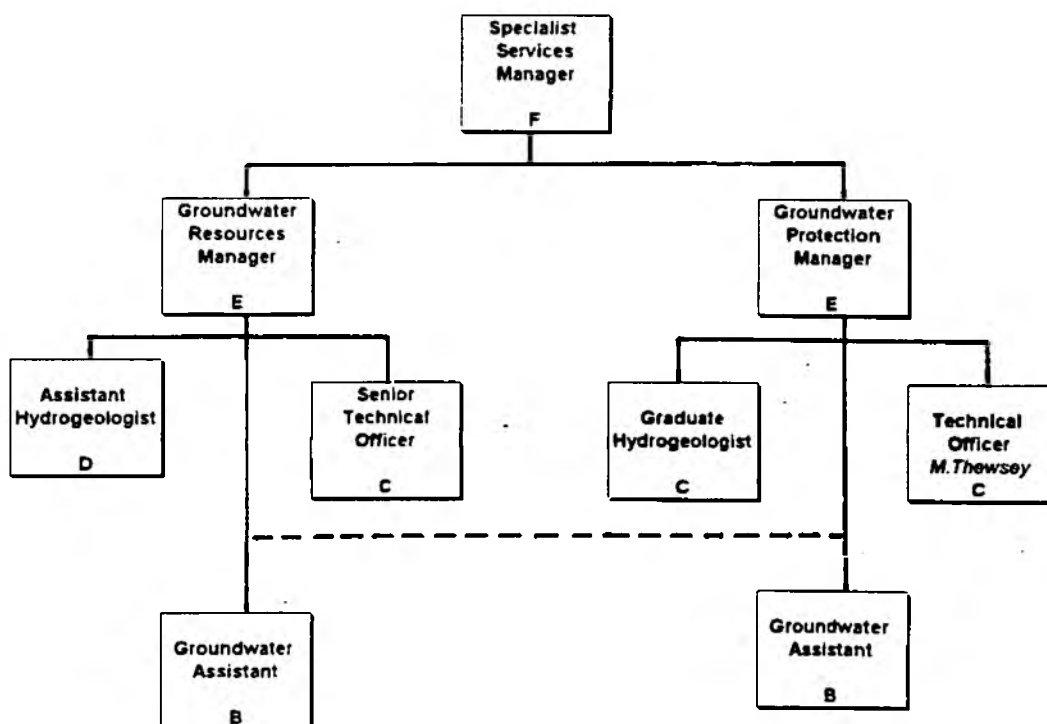 Specialist
Services
Manager
F
Groundwater
Resources
Manager
E
Groundwater
Protection
Manager
E
Assistant
Hydrogeologist
D
Senior
Technical
Officer
C
Graduate
Hydrogeologist
C
Technical
Officer
M.Thewsey
C
Groundwater
Assistant
B
Groundwater
Assistant
B